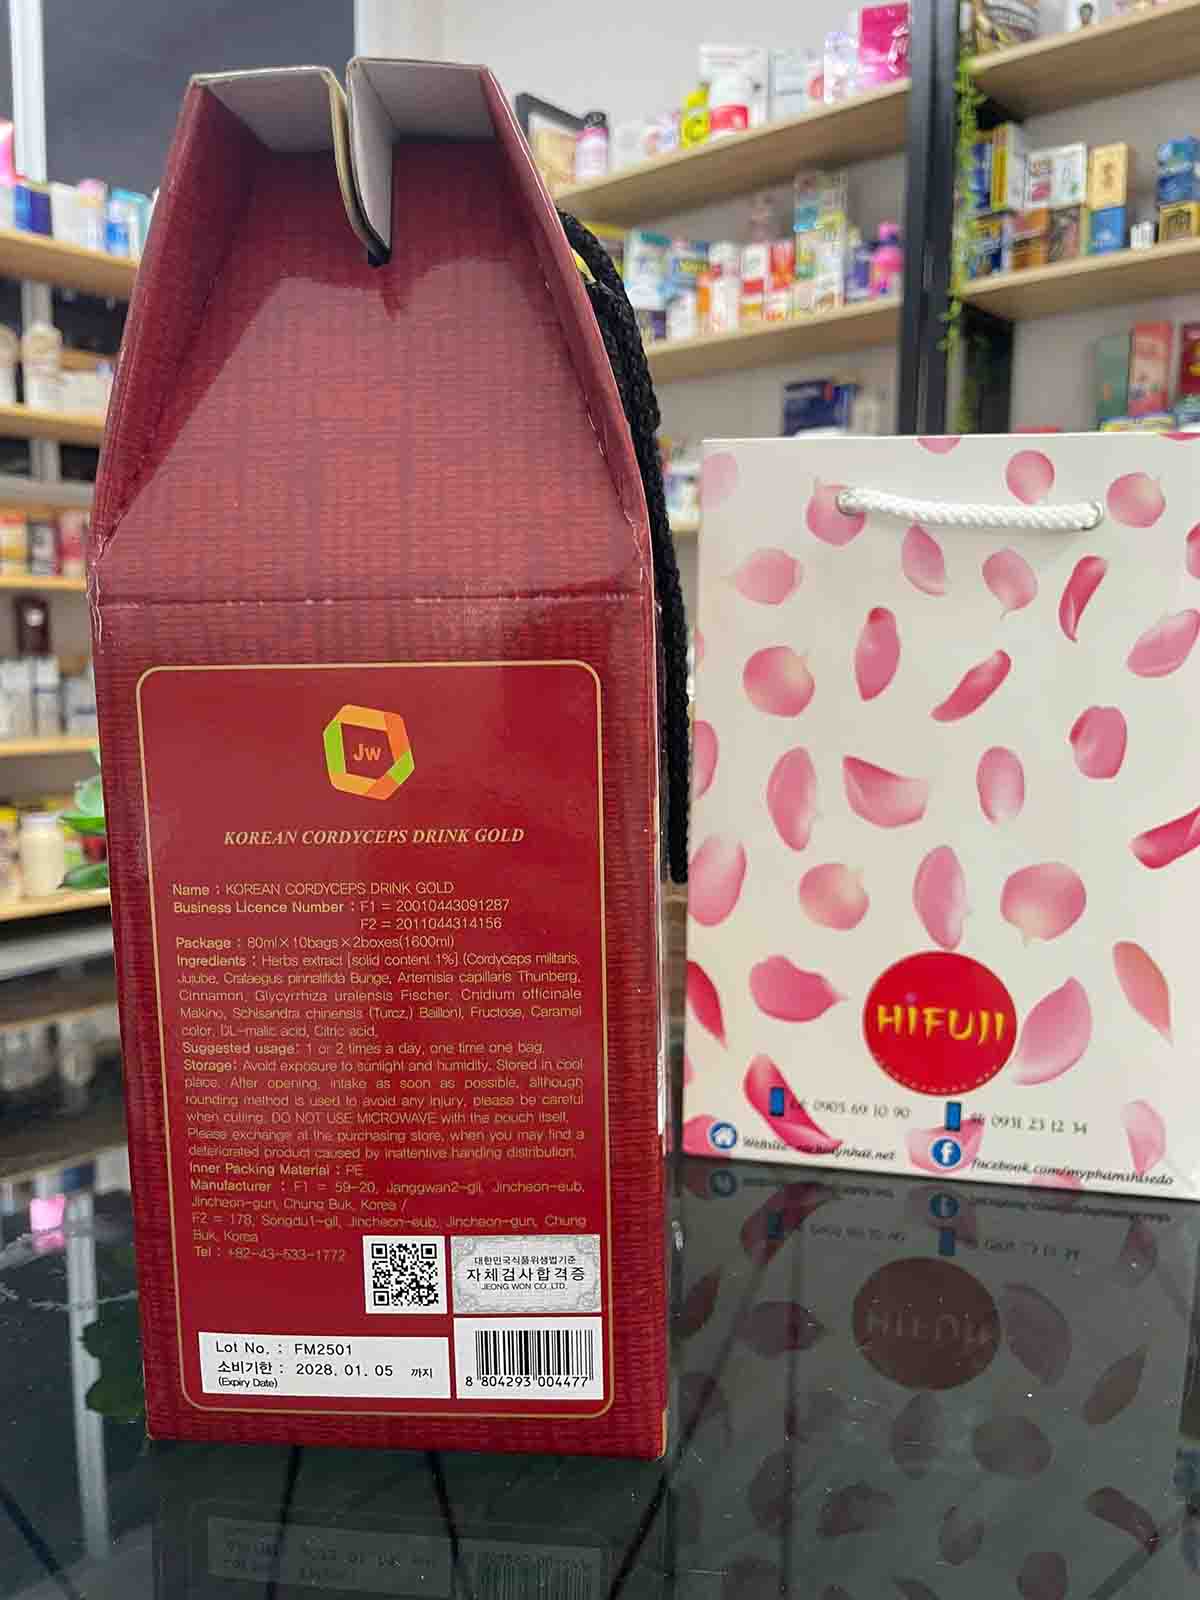 Jw
KOREAN CORDYCEPS DRINK GOLD
Name : KOREAN CORDYCEPS DRINK GOLD
Business Licence Number : F1 = 20010443091287
F2 = 2011044314156
Package : 80ml×10bags×2boxes(1600ml)
Ingredients : Herbs extract [solid content 1%] (Cordyceps militaris,
Jujube, Crataegus pinnatifida Bunge, Artemisia capillaris Thunberg,
Cinnamon, Glycyrrhiza uralensis Fischer, Cnidium officinale
Makino, Schisandra chinensis (Turcz.) Baillon), Fructose, Caramel
color, DL-malic acid, Citric acid,
Suggested usage: 1 or 2 times a day, one time one bag.
Storage: Avoid exposure to sunlight and humidity. Stored in cool
place. After opening, intake as soon as possible, although
rounding method is used to avoid any injury, please be careful
when cutting. DO NOT USE MICROWAVE with the pouch itself.
Please exchange at the purchasing store, when you may find a
deteriorated product caused by inattentive handing distribution.
Inner Packing Material : PE
Manufacturer : F1 = 59-20, Janggwan2-gil, Jincheon-eub,
Jincheon-gun, Chung Buk, Korea /
F2 = 178, Songdu1-gil, Jincheon-eub, Jincheon-gun, Chung
Buk, Korea
Tel : +82-43-533-1772
대한민국식품위생법기준
자체검사합격증
JEONG WON CO.,LTD.
Lot No. : FM2501
소비기한 : 2028. 01. 05 까지
(Expiry Date)
8 804293 004477
HiFUJI
0905 69 10 90
0931 23 12 34
Website:
facebook.com/myphamshisedo